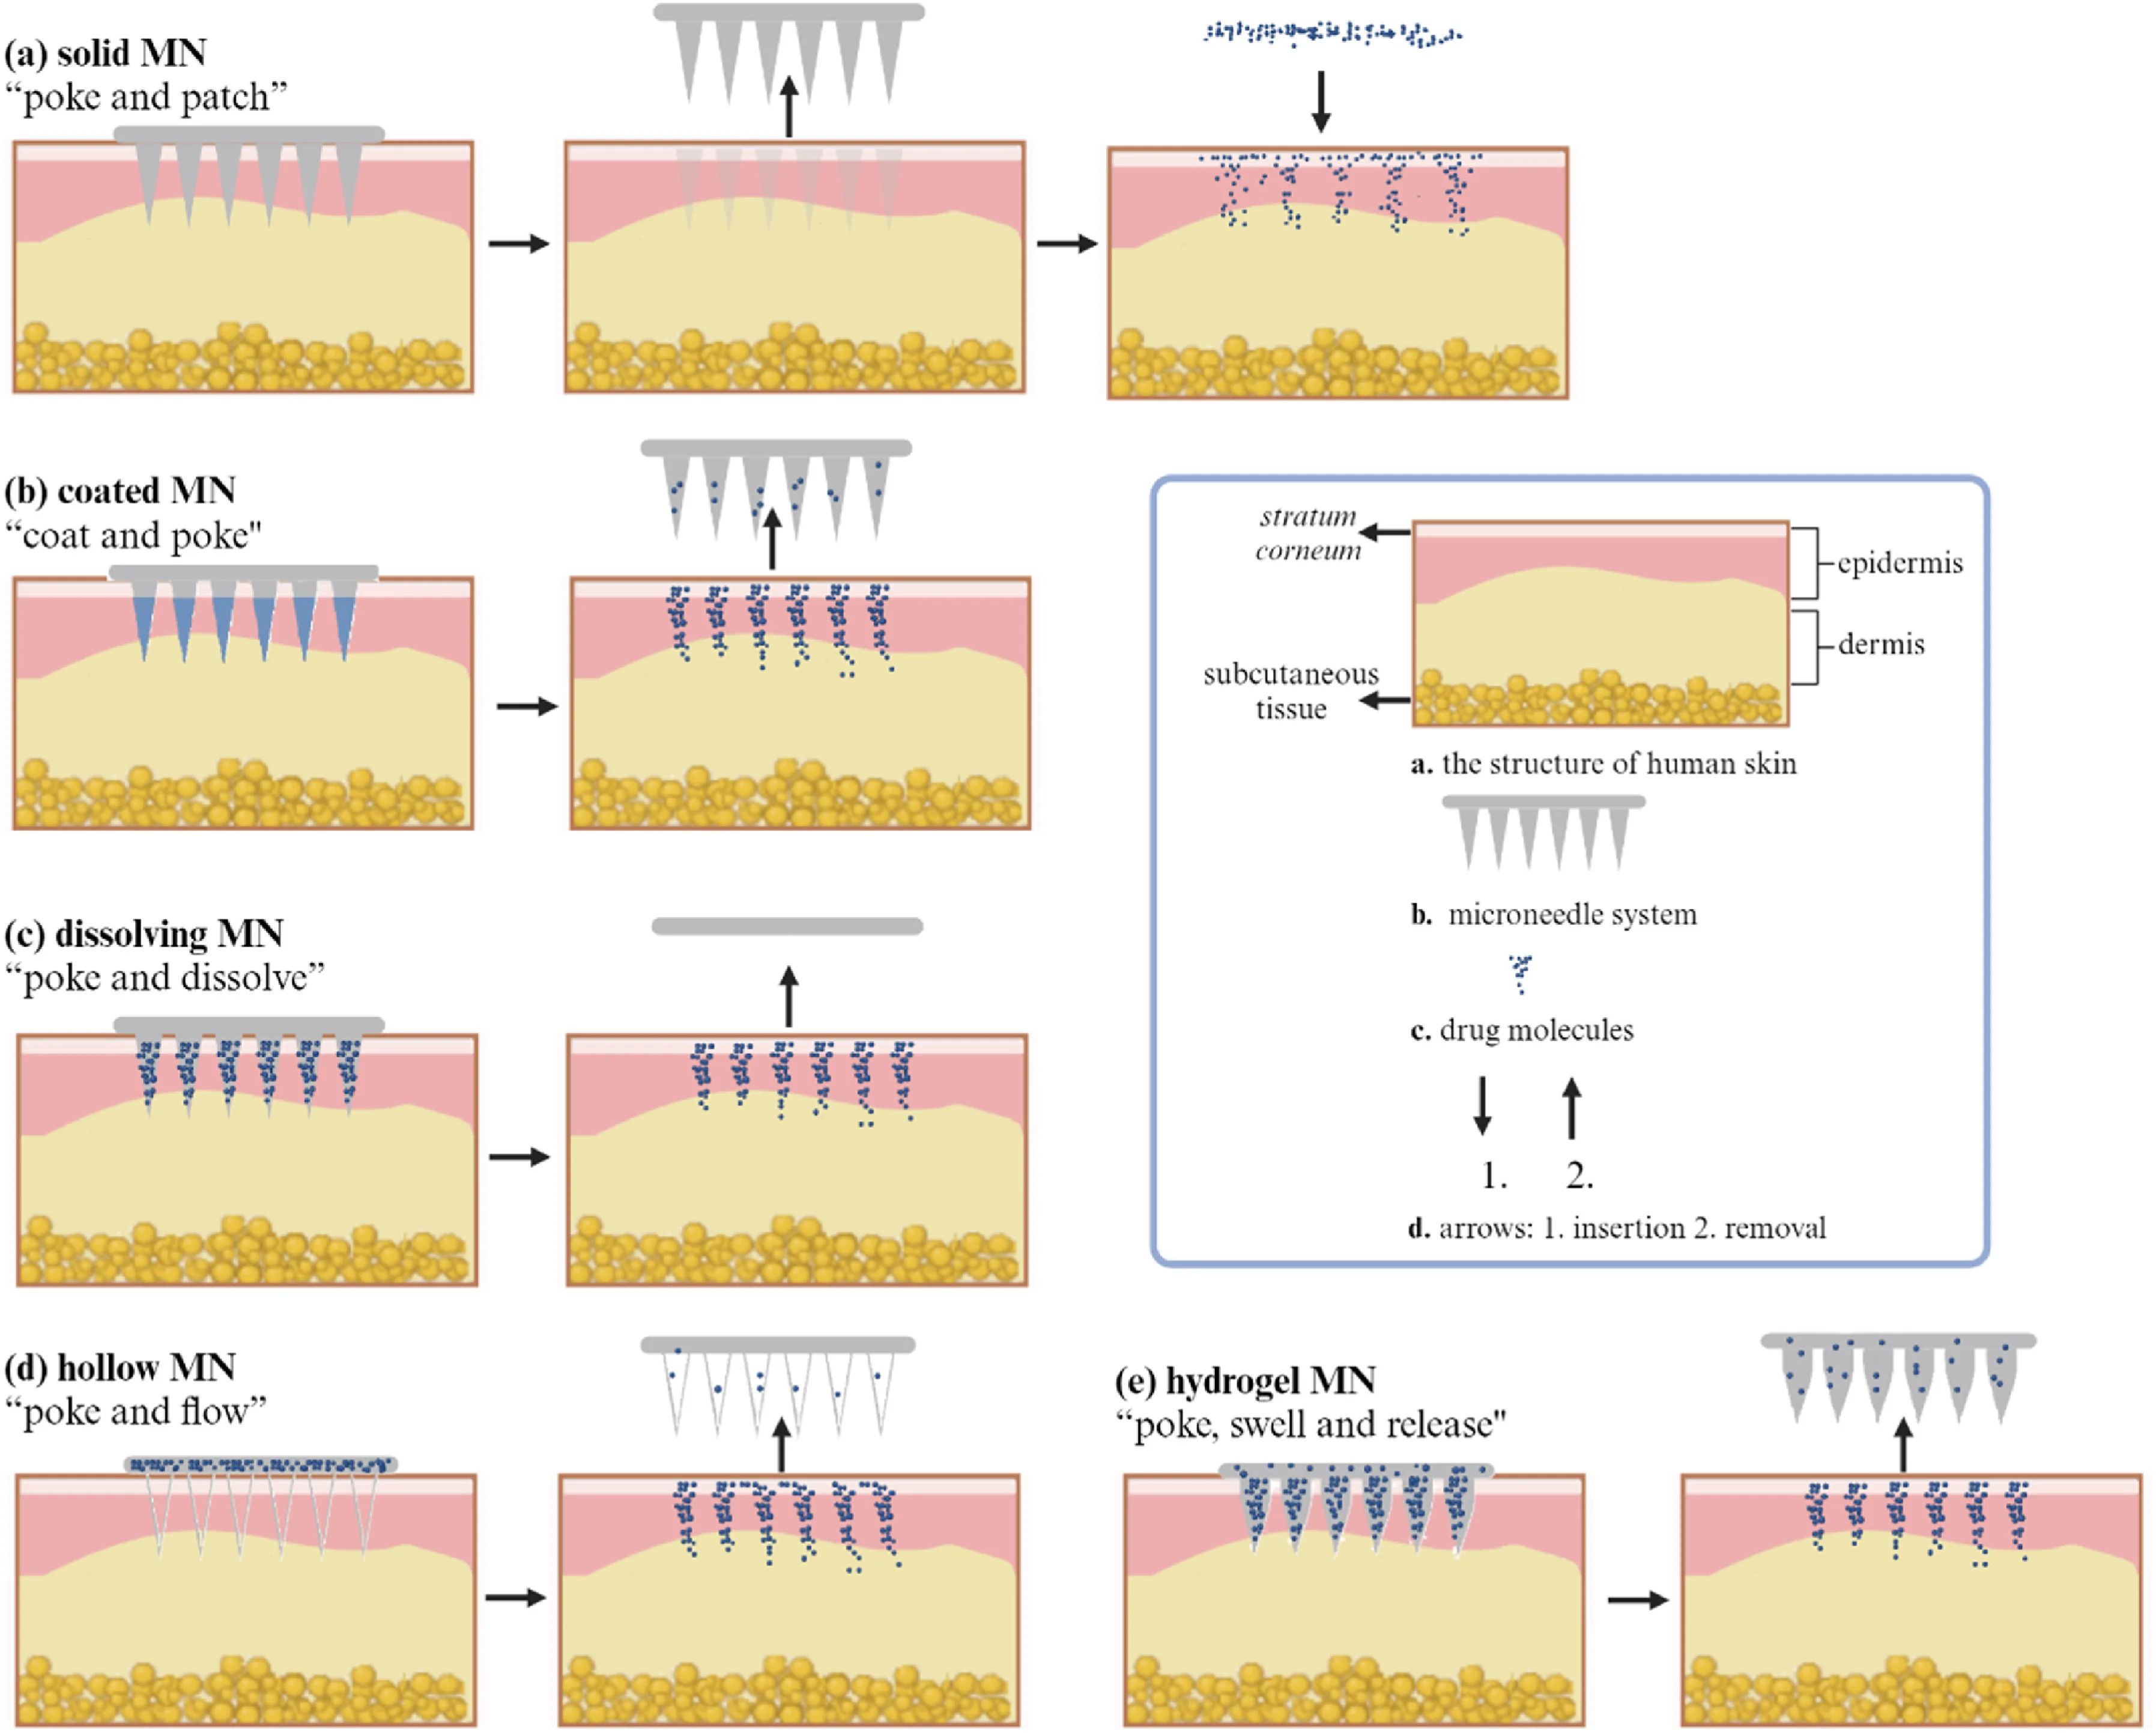 (a) solid MN
“poke and patch”
(b) coated MN
“coat and poke"
stratum
corneum
epidermis
dermis
subcutaneous
tissue
a. the structure of human skin
b. microneedle system
c. drug molecules
1. 2.
d. arrows: 1. insertion 2. removal
(c) dissolving MN
“poke and dissolve”
(d) hollow MN
“poke and flow”
(e) hydrogel MN
“poke, swell and release"